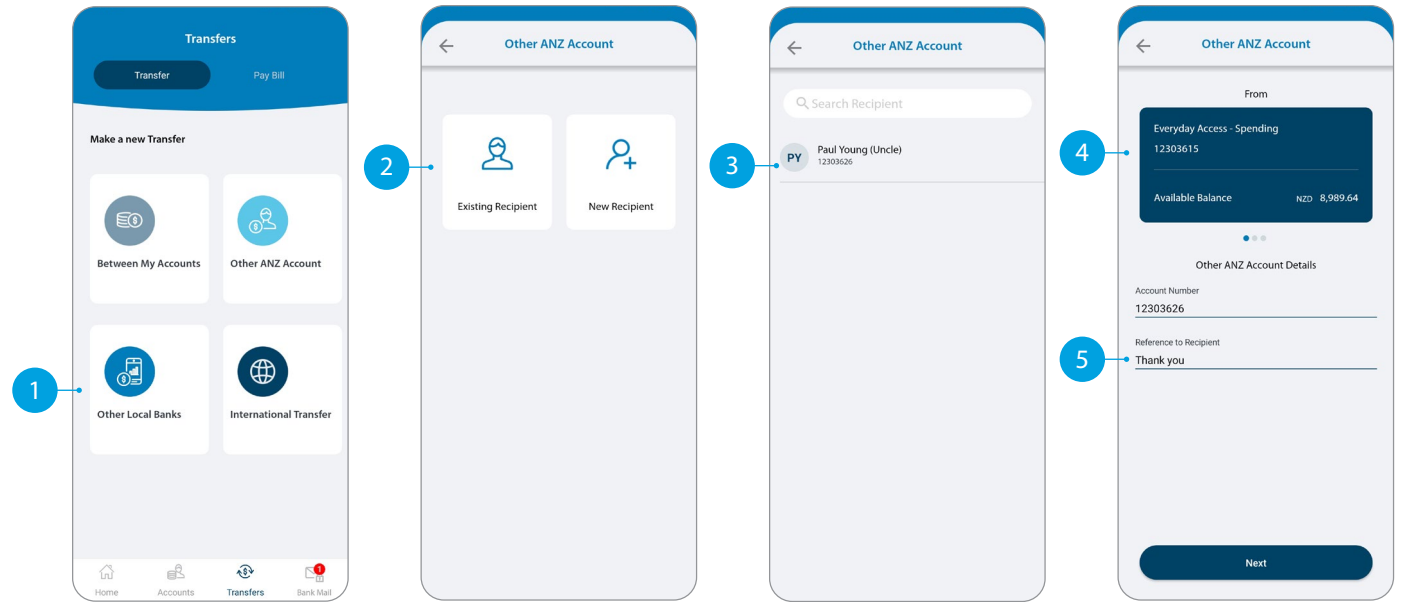 Transfers
Transfer Pay Bill
Make a new Transfer
Between My Accounts Other ANZ Account
1
Other Local Banks International Transfer
1
Home Accounts Transfers Bank Mail
Other ANZ Account
2
Existing Recipient New Recipient
Other ANZ Account
Search Recipient
3
PY
Paul Young (Uncle)
12303626
Other ANZ Account
From
4
Everyday Access - Spending
12303615
Available Balance NZD 8,989.64
Other ANZ Account Details
Account Number
12303626
5
Reference to Recipient
Thank you
Next